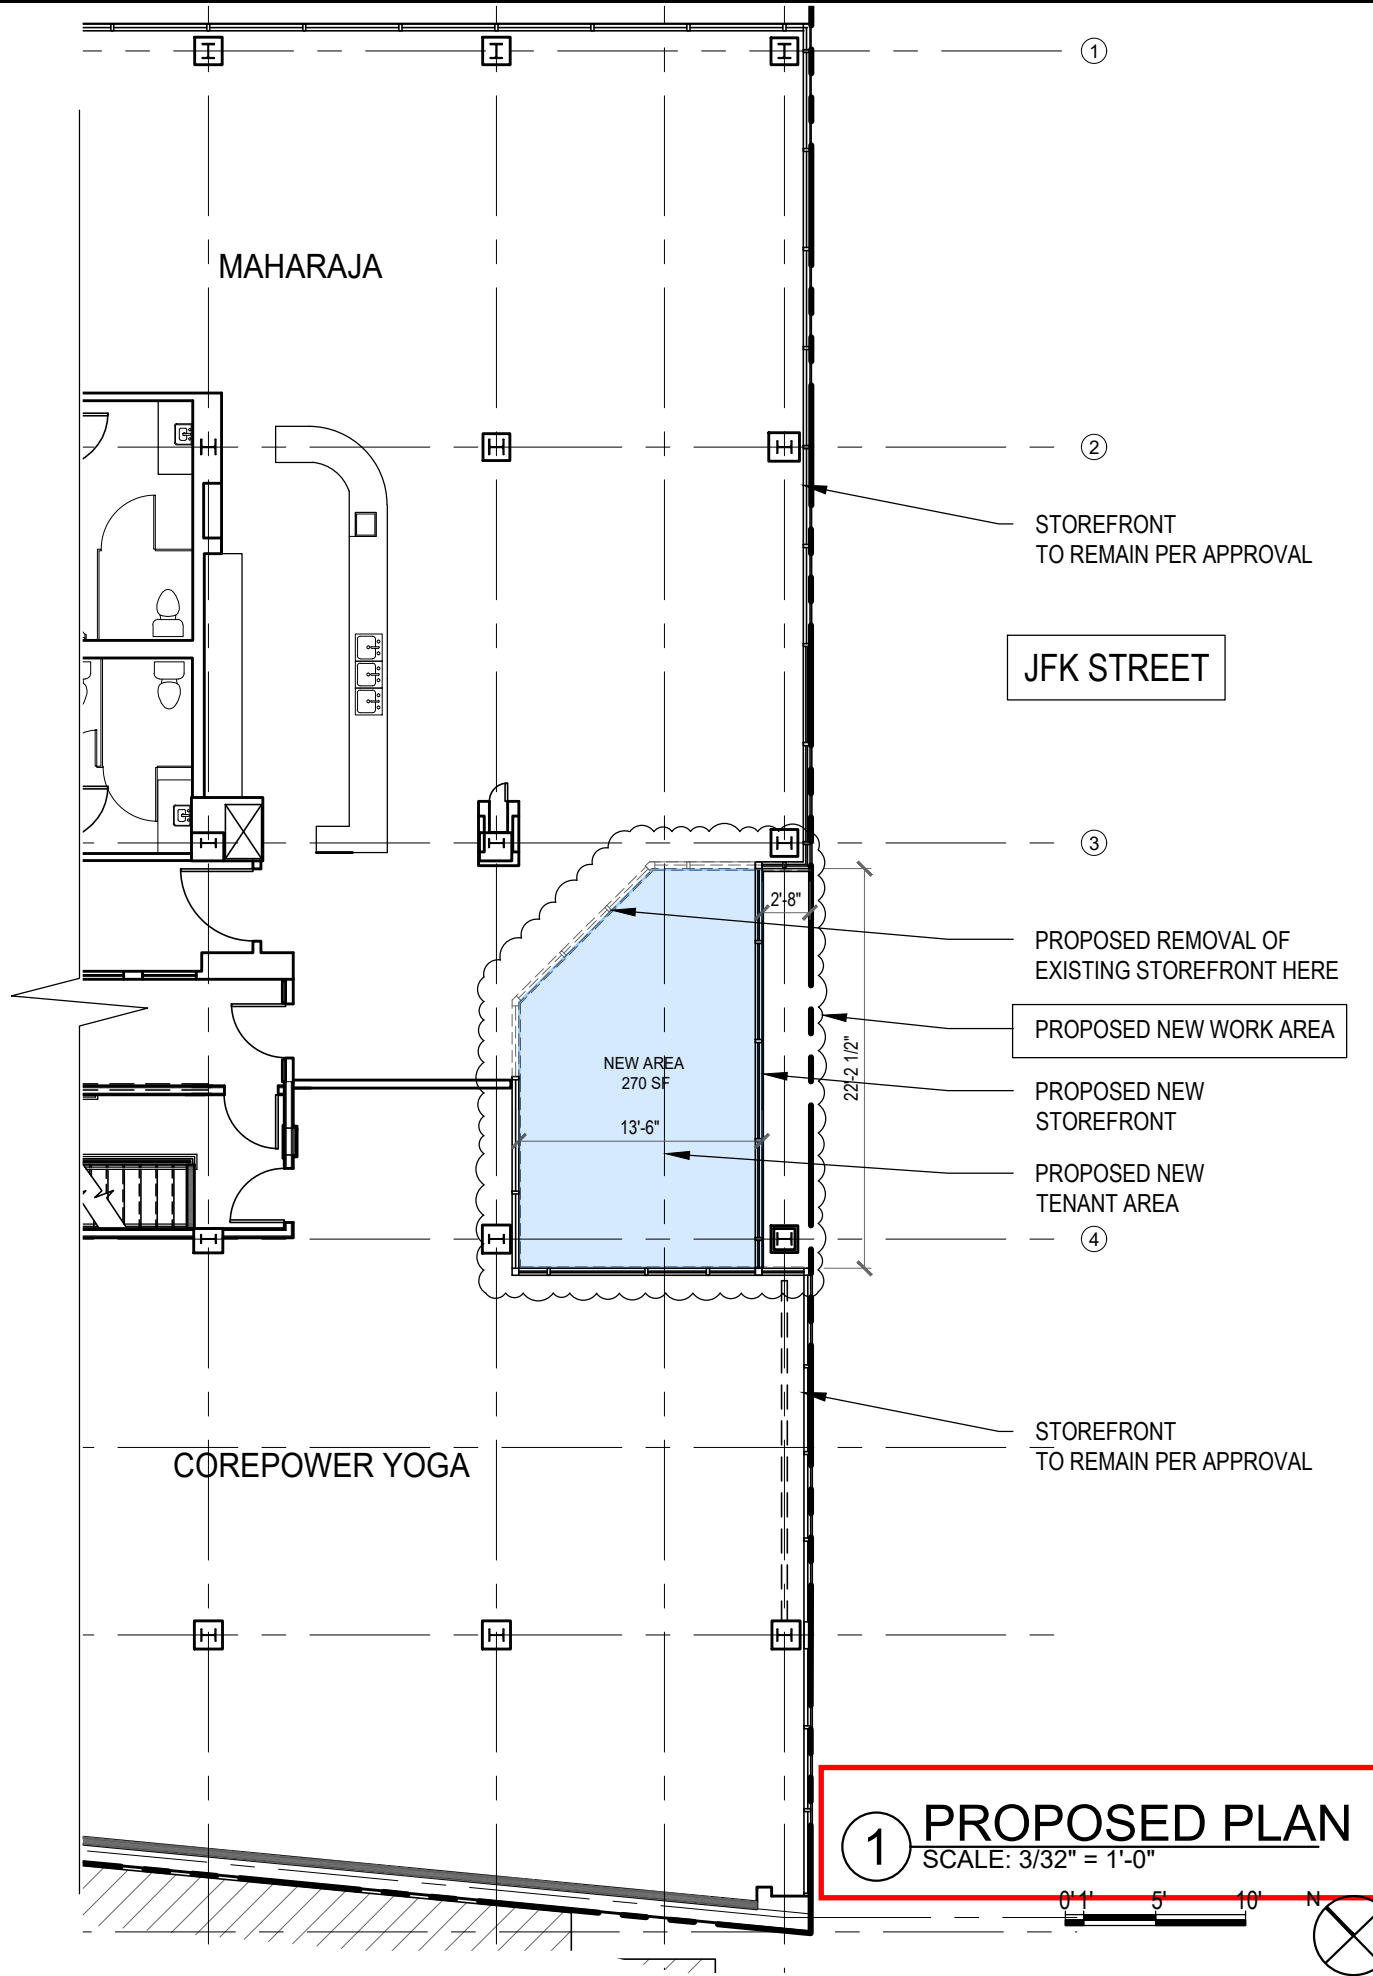 1
MAHARAJA
2
STOREFRONT
TO REMAIN PER APPROVAL
JFK STREET
3
2'-8"
PROPOSED REMOVAL OF
EXISTING STOREFRONT HERE
PROPOSED NEW WORK AREA
22'-2 1/2"
NEW AREA
270 SF
PROPOSED NEW
STOREFRONT
13'-6"
PROPOSED NEW
TENANT AREA
4
STOREFRONT
TO REMAIN PER APPROVAL
COREPOWER YOGA
1
PROPOSED PLAN
SCALE: 3/32" = 1'-0"
0' 1' 5' 10'
N